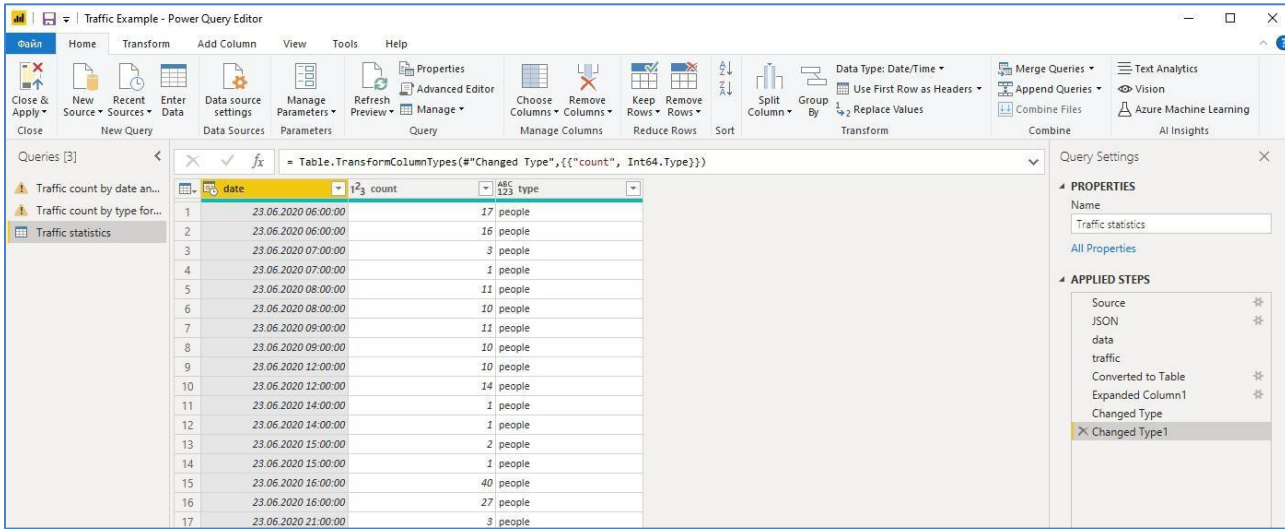 Traffic Example - Power Query Editor
Файл Home Transform Add Column View Tools Help
Close & Apply
New Source
Recent Sources
Enter Data
Data source settings
Manage Parameters
Refresh Preview
Properties
Advanced Editor
Manage
Choose Columns
Remove Columns
Keep Rows
Remove Rows
Split Column
Group By
Data Type: Date/Time
Use First Row as Headers
1 2 Replace Values
Merge Queries
Append Queries
Combine Files
Text Analytics
Vision
Azure Machine Learning
Close New Query Data Sources Parameters Query Manage Columns Reduce Rows Sort Transform Combine AI Insights
Queries [3]
Traffic count by date an...
Traffic count by type for...
Traffic statistics
fx = Table.TransformColumnTypes(#"Changed Type",{{"count", Int64.Type}})
date 123 count ABC 123 type
1 23.06.2020 06:00:00 17 people
2 23.06.2020 06:00:00 16 people
3 23.06.2020 07:00:00 3 people
4 23.06.2020 07:00:00 1 people
5 23.06.2020 08:00:00 11 people
6 23.06.2020 08:00:00 10 people
7 23.06.2020 09:00:00 11 people
8 23.06.2020 09:00:00 10 people
9 23.06.2020 12:00:00 10 people
10 23.06.2020 12:00:00 14 people
11 23.06.2020 14:00:00 1 people
12 23.06.2020 14:00:00 1 people
13 23.06.2020 15:00:00 2 people
14 23.06.2020 15:00:00 1 people
15 23.06.2020 16:00:00 40 people
16 23.06.2020 16:00:00 27 people
17 23.06.2020 21:00:00 3 people
Query Settings
PROPERTIES
Name
Traffic statistics
All Properties
APPLIED STEPS
Source
JSON
data
traffic
Converted to Table
Expanded Column1
Changed Type
Changed Type1